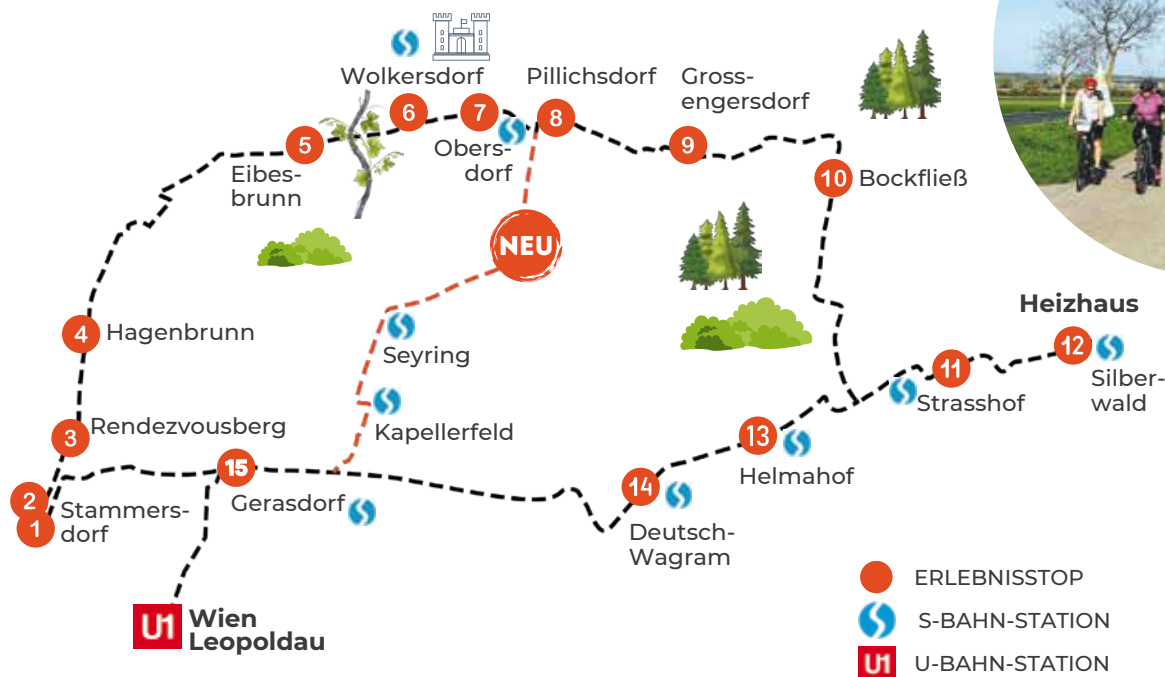 Wolkersdorf
Pillichsdorf
Gross-
engersdorf
6
7
8
5
9
Obers-
dorf
Eibes-
brunn
10
Bockfließ
NEU
4
Hagenbrunn
Seyring
Heizhaus
12
11
Silber-
wald
Strasshof
3
Rendezvousberg
Kapellerfeld
13
Helmahof
15
Gerasdorf
2
1
Stammers-
dorf
14
Deutsch-
Wagram
U1
Wien
Leopoldau
ERLEBNISSTOP
S-BAHN-STATION
U1 U-BAHN-STATION